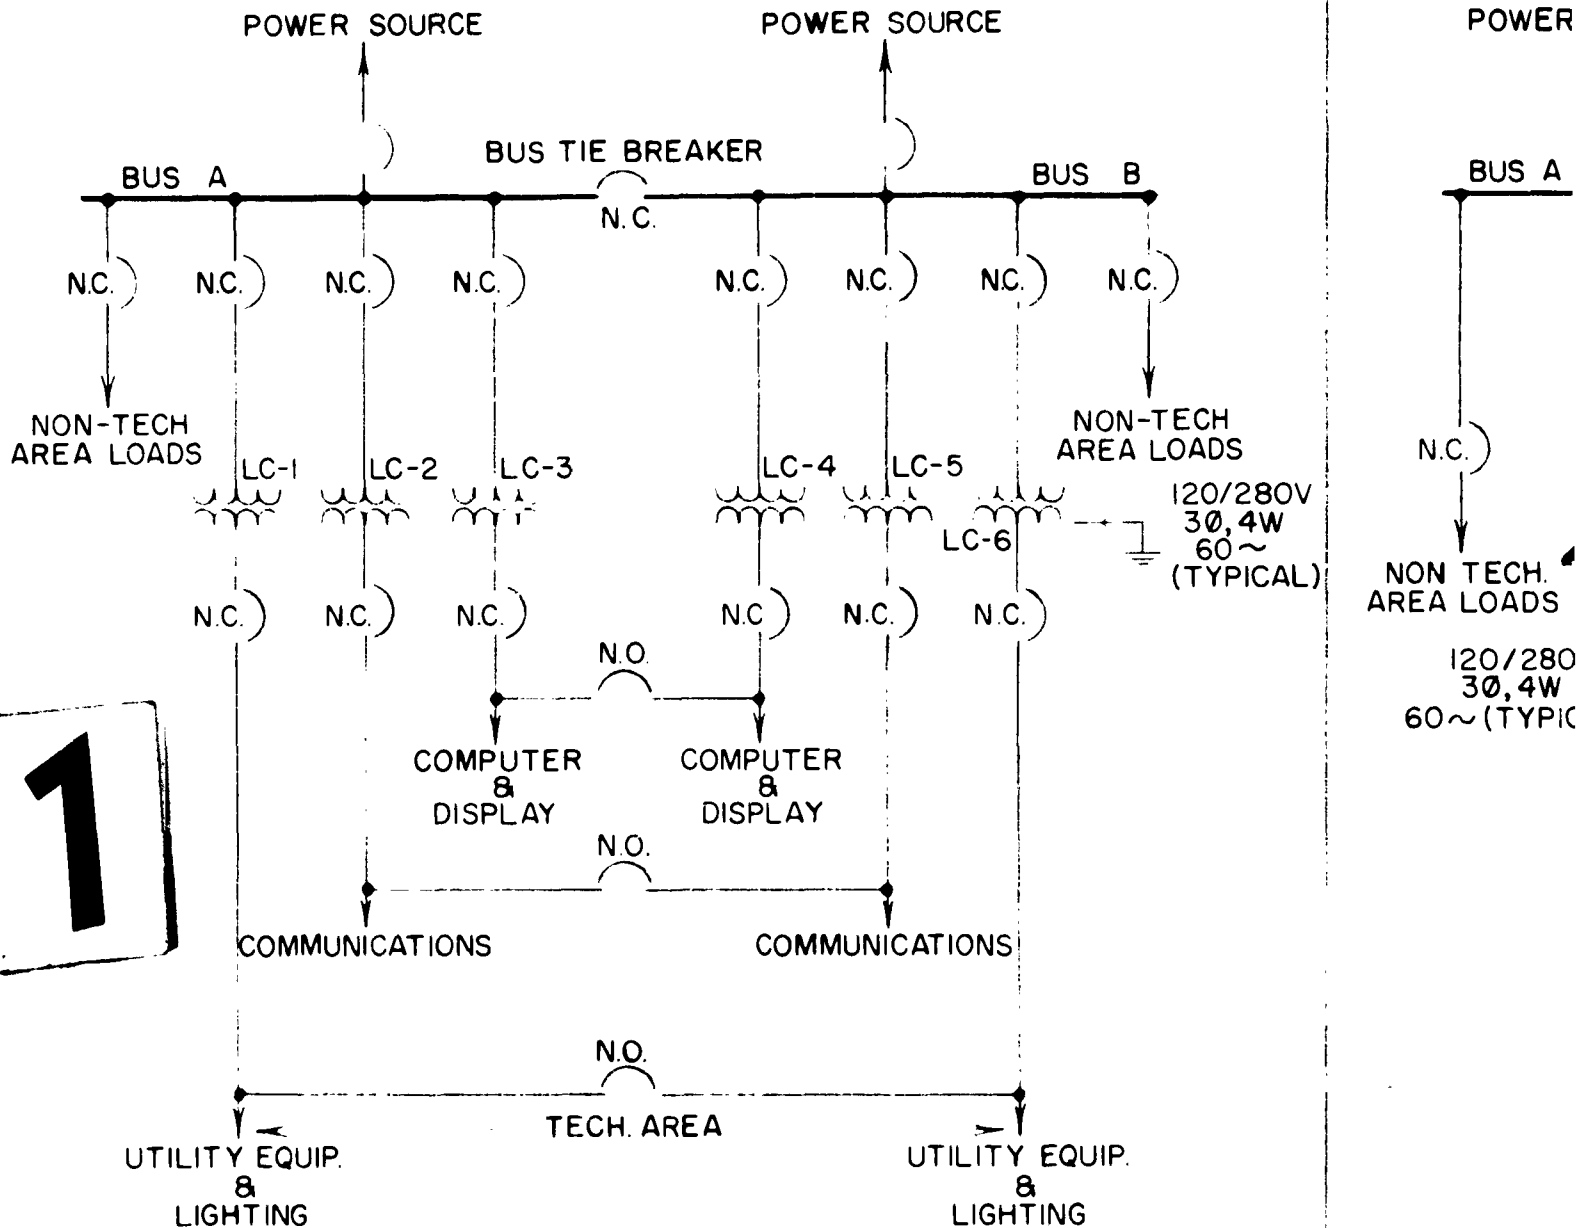 POWER SOURCE
POWER SOURCE
BUS TIE BREAKER
BUS A
BUS B
N.C.
N.C.
N.C.
N.C.
N.C.
N.C.
N.C.
N.C.
N.C.
NON-TECH
AREA LOADS
NON-TECH
AREA LOADS
LC-1
LC-2
LC-3
LC-4
LC-5
LC-6
120/280V
3Ø, 4W
60~
(TYPICAL)
N.C.
N.C.
N.C.
N.C
N.C.
N.C.
N.O.
COMPUTER
&
DISPLAY
COMPUTER
&
DISPLAY
N.O.
COMMUNICATIONS
COMMUNICATIONS
N.O.
TECH. AREA
UTILITY EQUIP.
&
LIGHTING
UTILITY EQUIP.
&
LIGHTING
1
POWER
BUS A
N.C.
NON TECH.
AREA LOADS
120/280
3Ø, 4W
60~ (TYPIC